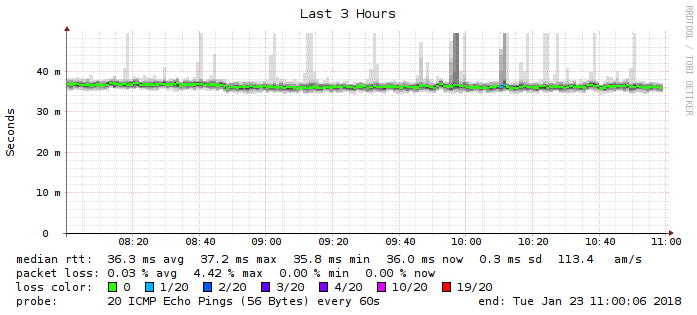 Last 3 Hours
RRDTOOL / TOBI OETIKER
Seconds
40 m
30 m
20 m
10 m
0
08:20 08:40 09:00 09:20 09:40 10:00 10:20 10:40 11:00
median rtt: 36.3 ms avg 37.2 ms max 35.8 ms min 36.0 ms now 0.3 ms sd 113.4 am/s
packet loss: 0.03 % avg 4.42 % max 0.00 % min 0.00 % now
loss color: 0 1/20 2/20 3/20 4/20 10/20 19/20
probe: 20 ICMP Echo Pings (56 Bytes) every 60s end: Tue Jan 23 11:00:06 2018